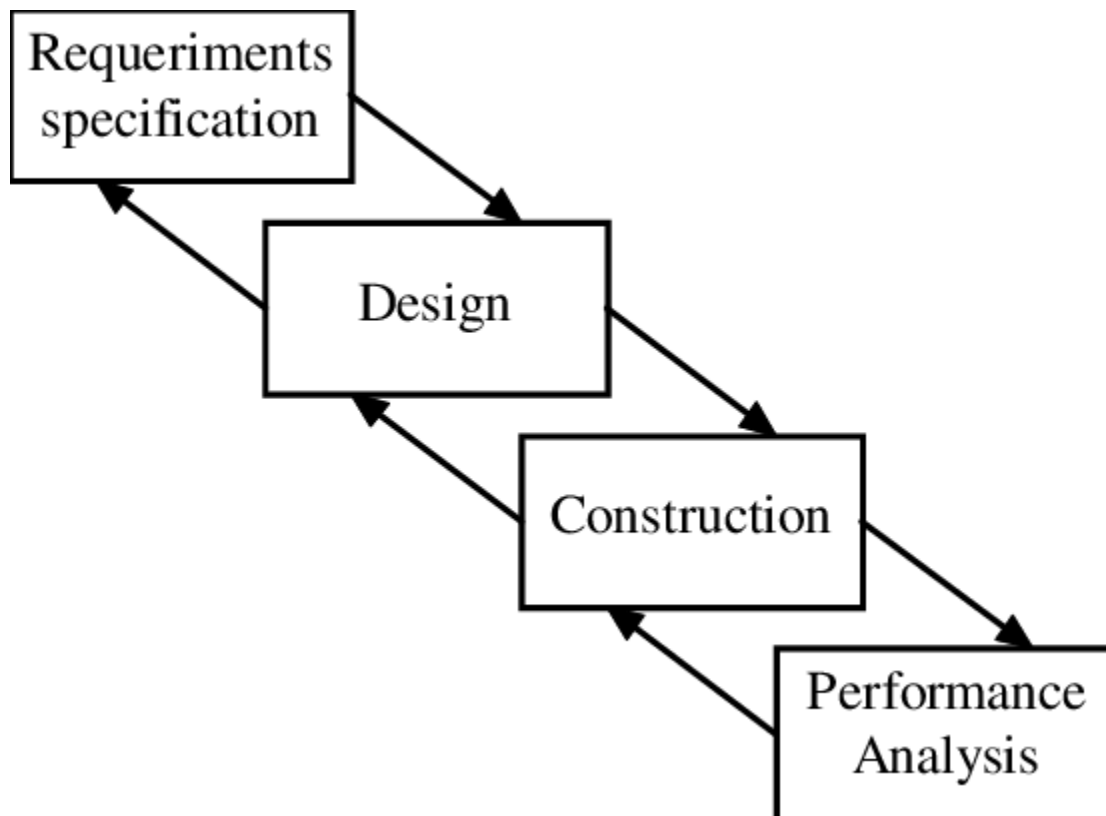 Requeriments
specification
Design
Construction
Performance
Analysis